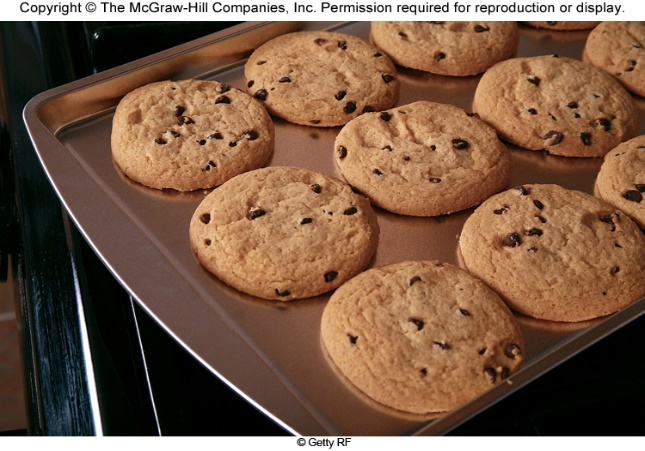 Copyright © The McGraw-Hill Companies, Inc. Permission required for reproduction or display.
© Getty RF